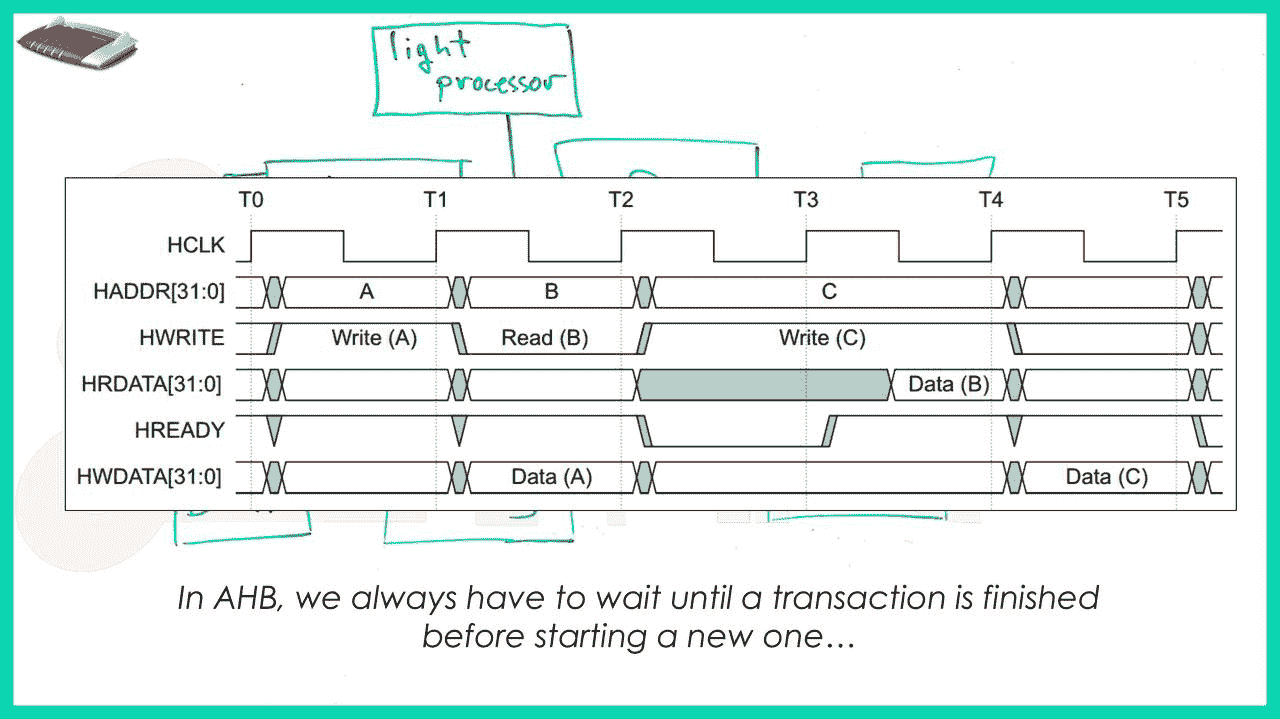 light
processor
T0 T1 T2 T3 T4 T5
HCLK
HADDR[31:0] A B C
HWRITE Write (A) Read (B) Write (C)
HRDATA[31:0] Data (B)
HREADY
HWDATA[31:0] Data (A) Data (C)
In AHB, we always have to wait until a transaction is finished
before starting a new one…